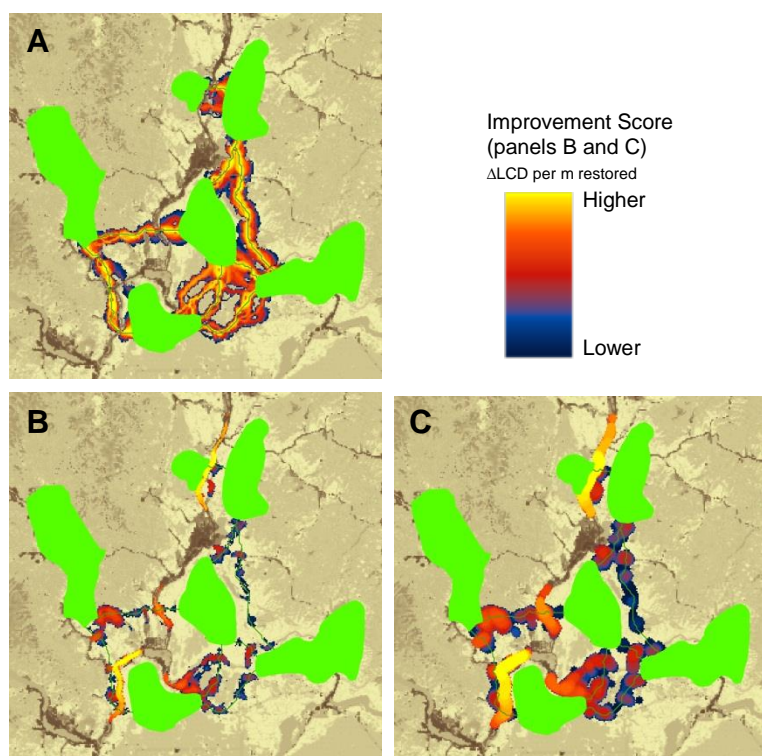 A
Improvement Score
(panels B and C)
ΔLCD per m restored
Higher
Lower
B
C